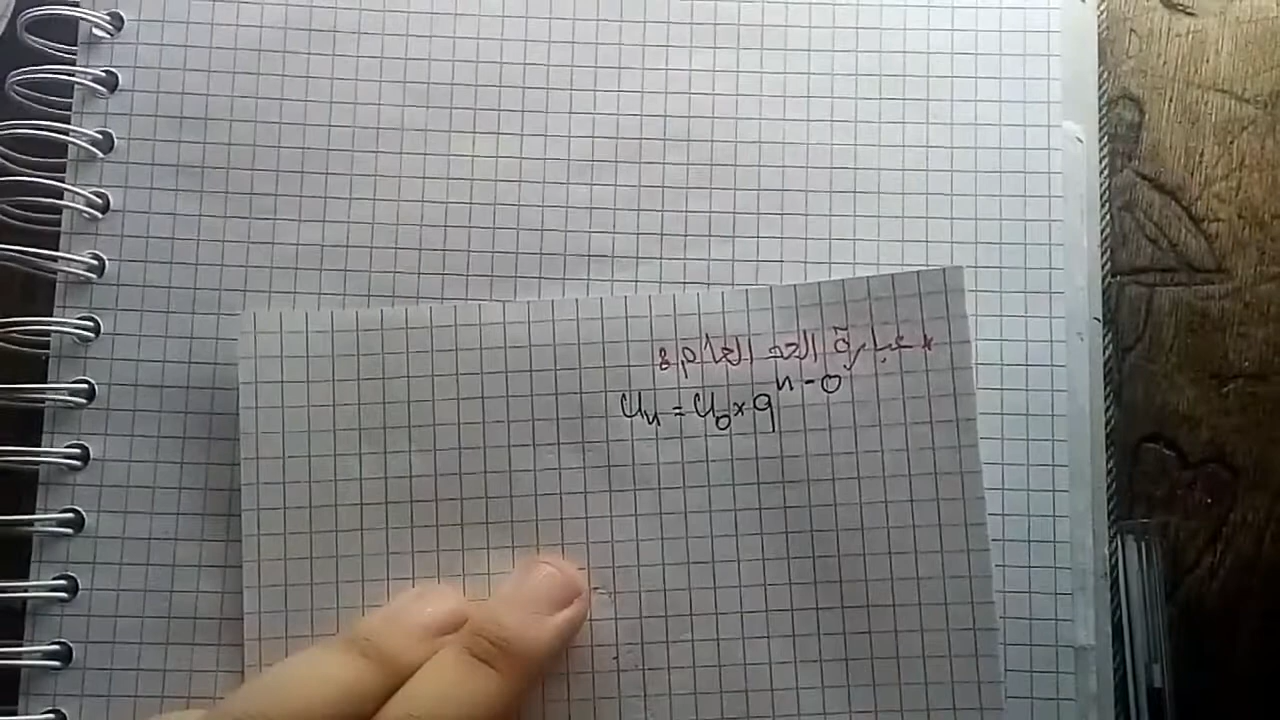 * عبارة الحد العام :
Un = U0 × q^(n-0)